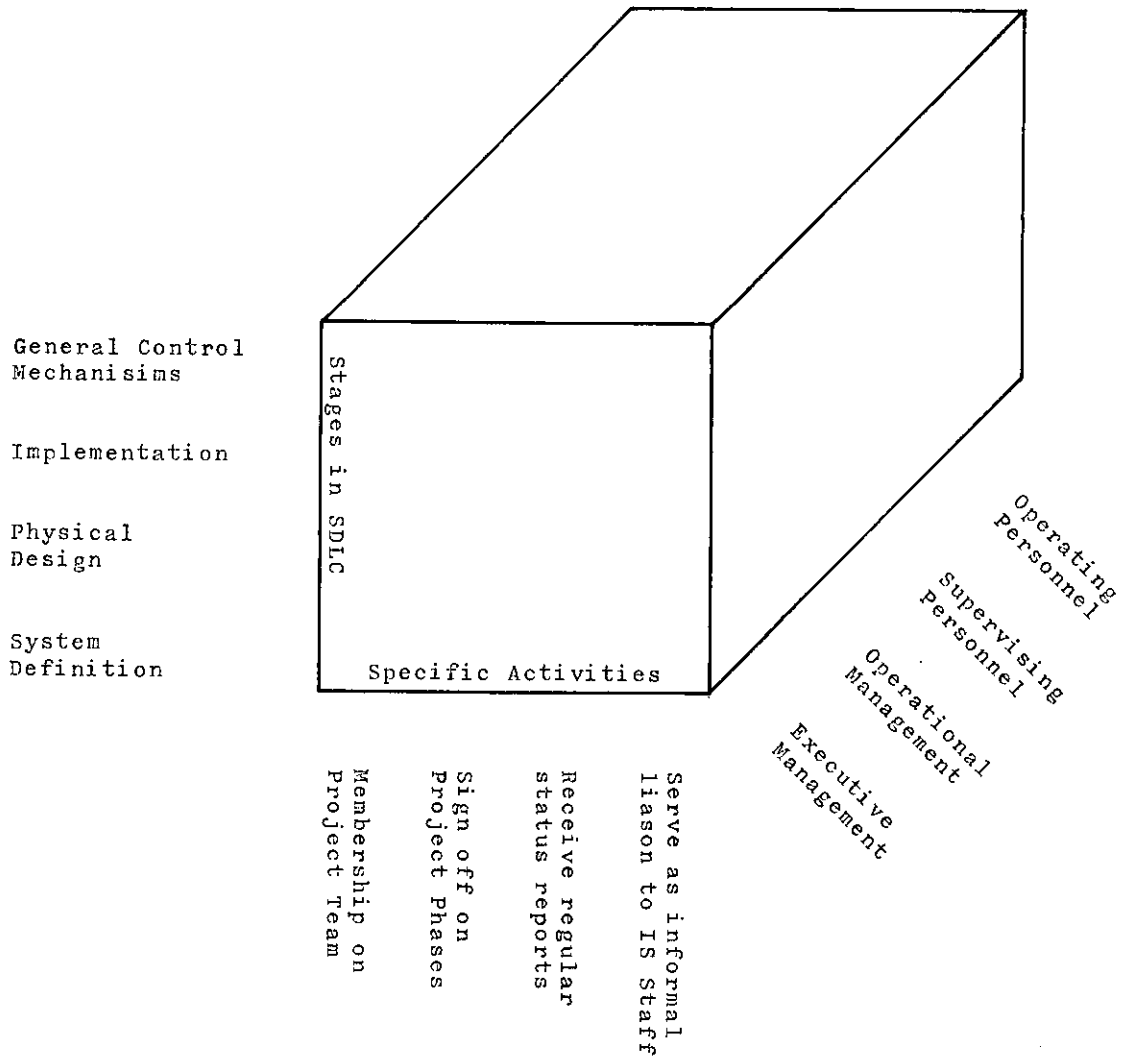 General Control
Mechanisims
Implementation
Physical
Design
System
Definition
Stages in SDLC
Specific Activities
Membership on
Project Team
Sign off on
Project Phases
Receive regular
status reports
Serve as informal
liason to IS Staff
Executive
Management
Operational
Management
Supervising
Personnel
Operating
Personnel